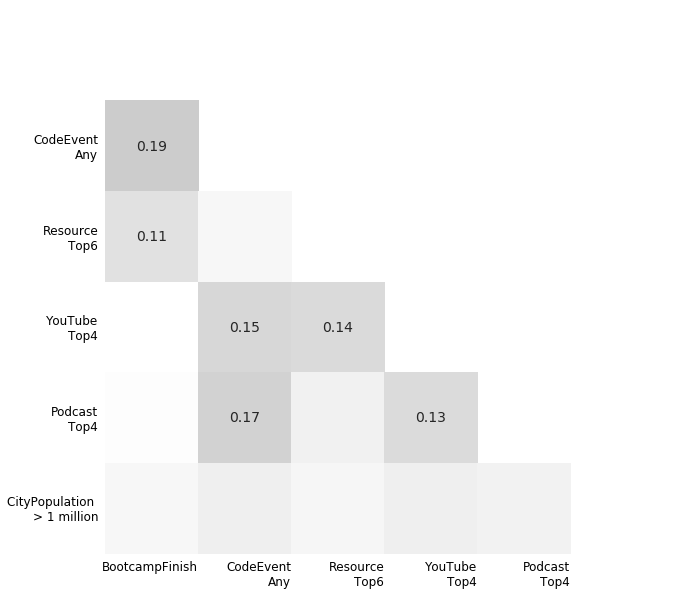 CodeEvent
Any
0.19
Resource
Top6
0.11
YouTube
Top4
0.15
0.14
Podcast
Top4
0.17
0.13
CityPopulation
> 1 million
BootcampFinish
CodeEvent
Any
Resource
Top6
YouTube
Top4
Podcast
Top4